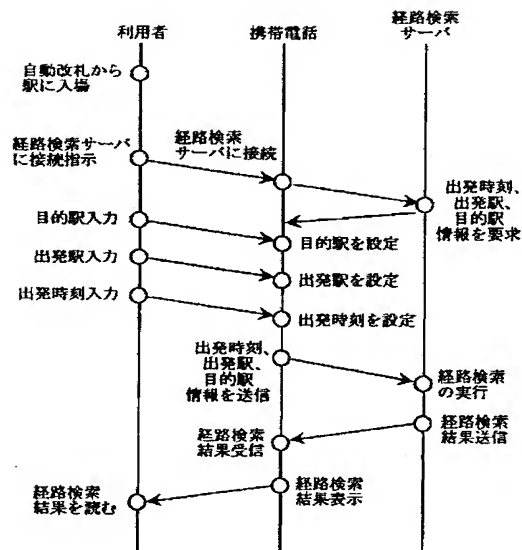 利用者
携帯電話
経路検索
サーバ
自動改札から
駅に入場
経路検索サーバ
に接続指示
経路検索
サーバに接続
出発時刻、
出発駅、
目的駅
情報を要求
目的駅入力
目的駅を設定
出発駅入力
出発駅を設定
出発時刻入力
出発時刻を設定
出発時刻、
出発駅、
目的駅
情報を送信
経路検索
の実行
経路検索
結果送信
経路検索
結果受信
経路検索
結果表示
経路検索
結果を読む